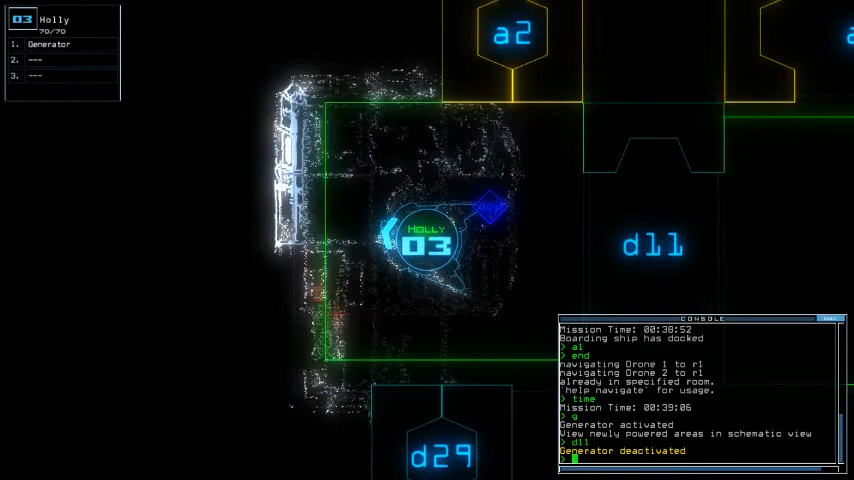 03 Holly
70/70
1. Generator
2. ---
3. ---
a2
HOLLY
03
d11
d29
CONSOLE
Mission Time: 00:38:52
Boarding ship has docked
> a1
> end
navigating Drone 1 to r1
navigating Drone 2 to r1
already in specified room.
'help navigate' for usage.
> time
Mission Time: 00:39:06
> g
Generator activated
View newly powered areas in schematic view
> d11
Generator deactivated
>